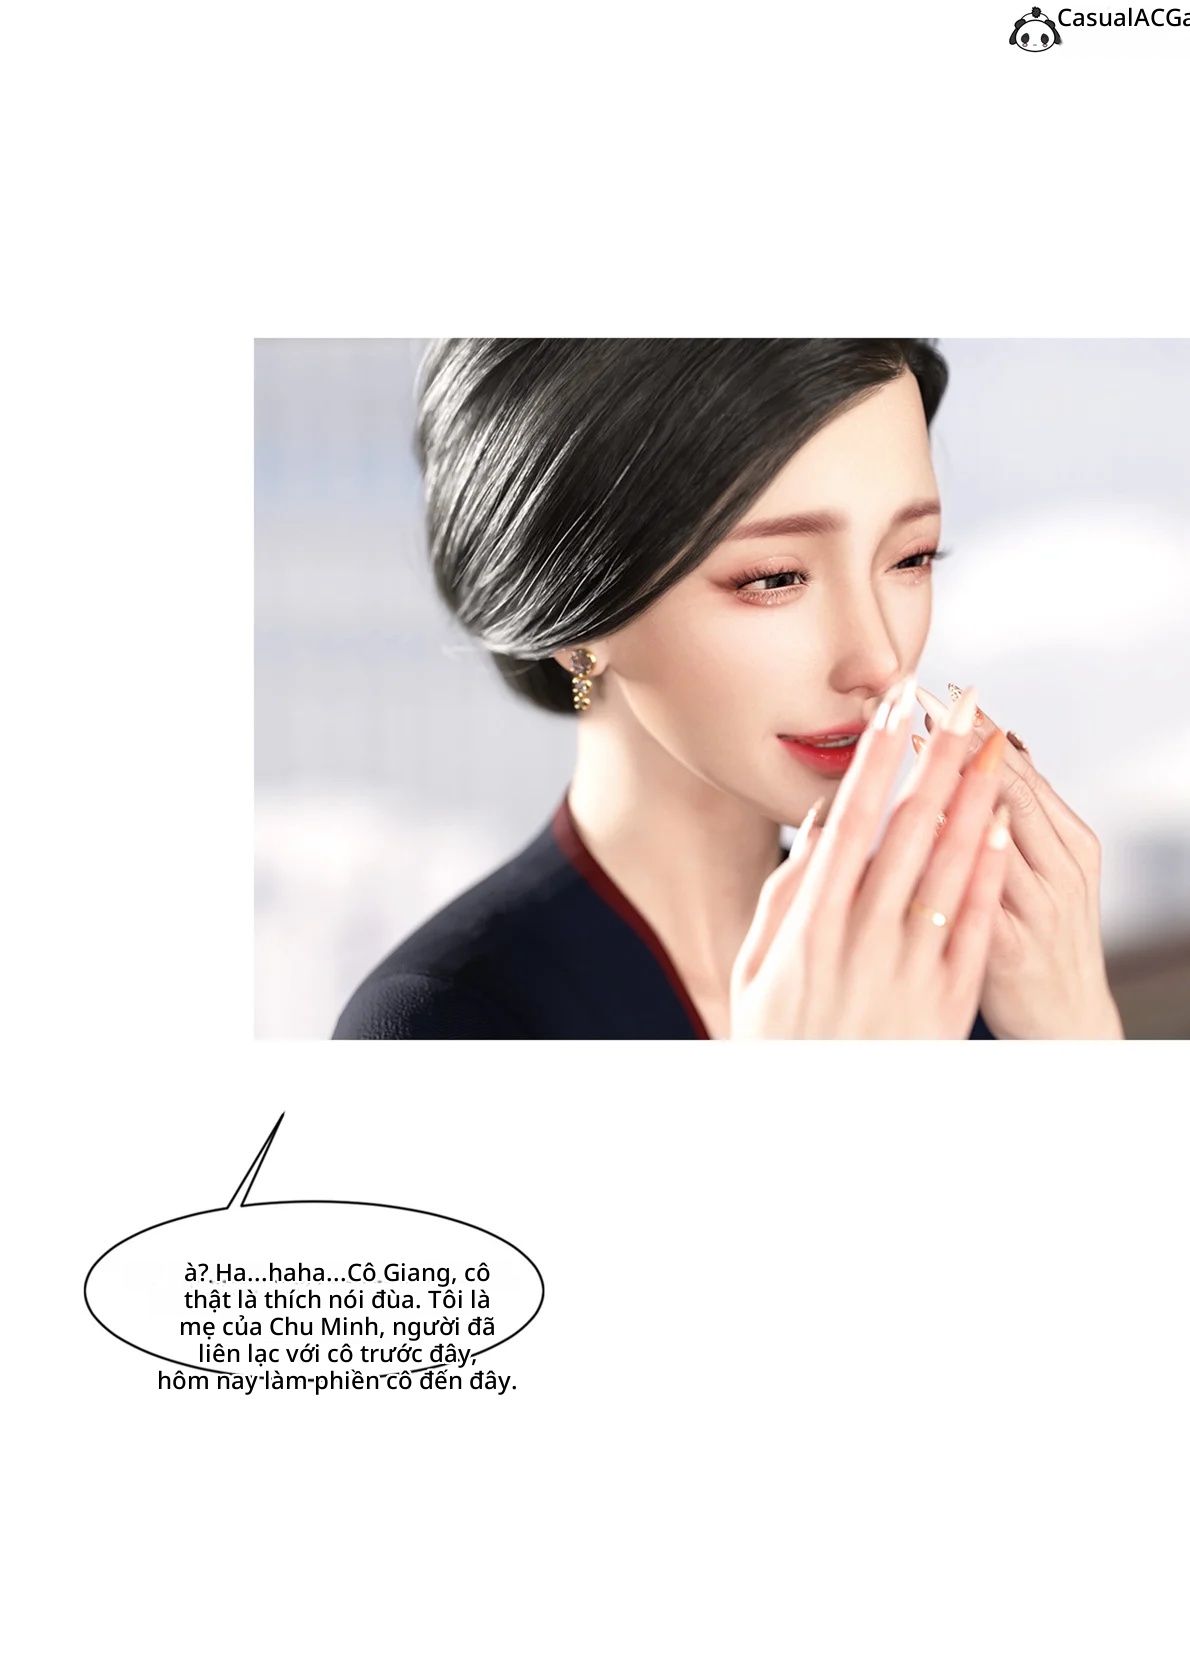 CasualACGa
à? Ha...haha...Cô Giang, cô
thật là thích nói đùa. Tôi là
mẹ của Chu Minh, người đã
liên lạc với cô trước đây,
hôm nay làm phiền cô đến đây.